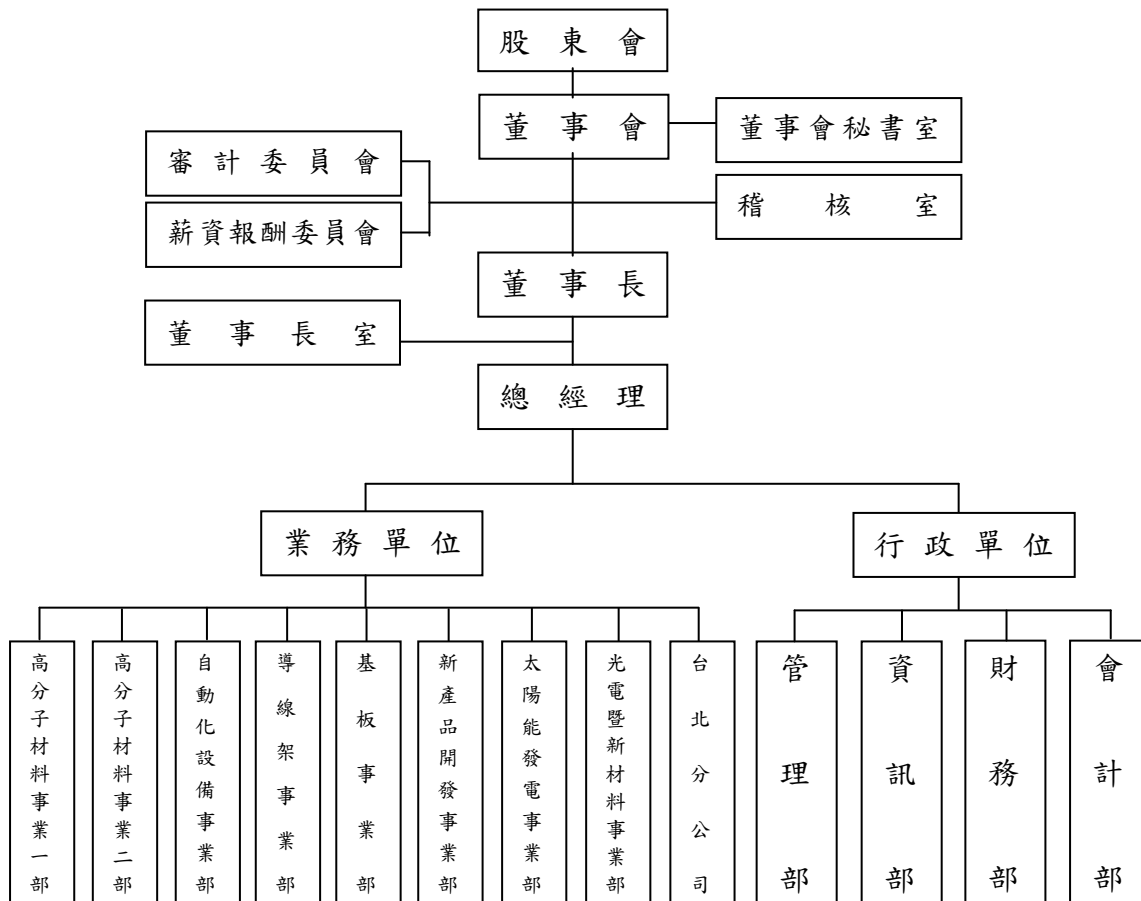 股東會
董事會
董事會秘書室
審計委員會
稽核室
薪資報酬委員會
董事長
董事長室
總經理
業務單位
行政單位
高分子材料事業一部
高分子材料事業二部
自動化設備事業部
導線架事業部
基板事業部
新產品開發事業部
太陽能發電事業部
光電暨新材料事業部
台北分公司
管理部
資訊部
財務部
會計部